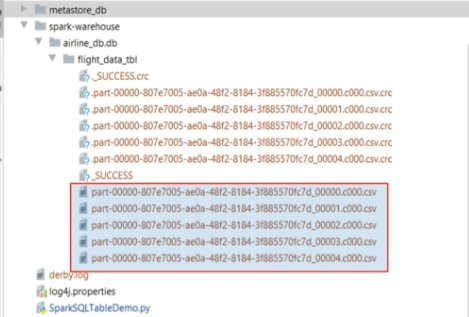 metastore_db
spark-warehouse
airline_db.db
flight_data_tbl
._SUCCESS.crc
.part-00000-807e7005-ae0a-48f2-8184-3f885570fc7d_00000.c000.csv.crc
.part-00000-807e7005-ae0a-48f2-8184-3f885570fc7d_00001.c000.csv.crc
.part-00000-807e7005-ae0a-48f2-8184-3f885570fc7d_00002.c000.csv.crc
.part-00000-807e7005-ae0a-48f2-8184-3f885570fc7d_00003.c000.csv.crc
.part-00000-807e7005-ae0a-48f2-8184-3f885570fc7d_00004.c000.csv.crc
_SUCCESS
part-00000-807e7005-ae0a-48f2-8184-3f885570fc7d_00000.c000.csv
part-00000-807e7005-ae0a-48f2-8184-3f885570fc7d_00001.c000.csv
part-00000-807e7005-ae0a-48f2-8184-3f885570fc7d_00002.c000.csv
part-00000-807e7005-ae0a-48f2-8184-3f885570fc7d_00003.c000.csv
part-00000-807e7005-ae0a-48f2-8184-3f885570fc7d_00004.c000.csv
derby.log
log4j.properties
SparkSQLTableDemo.py